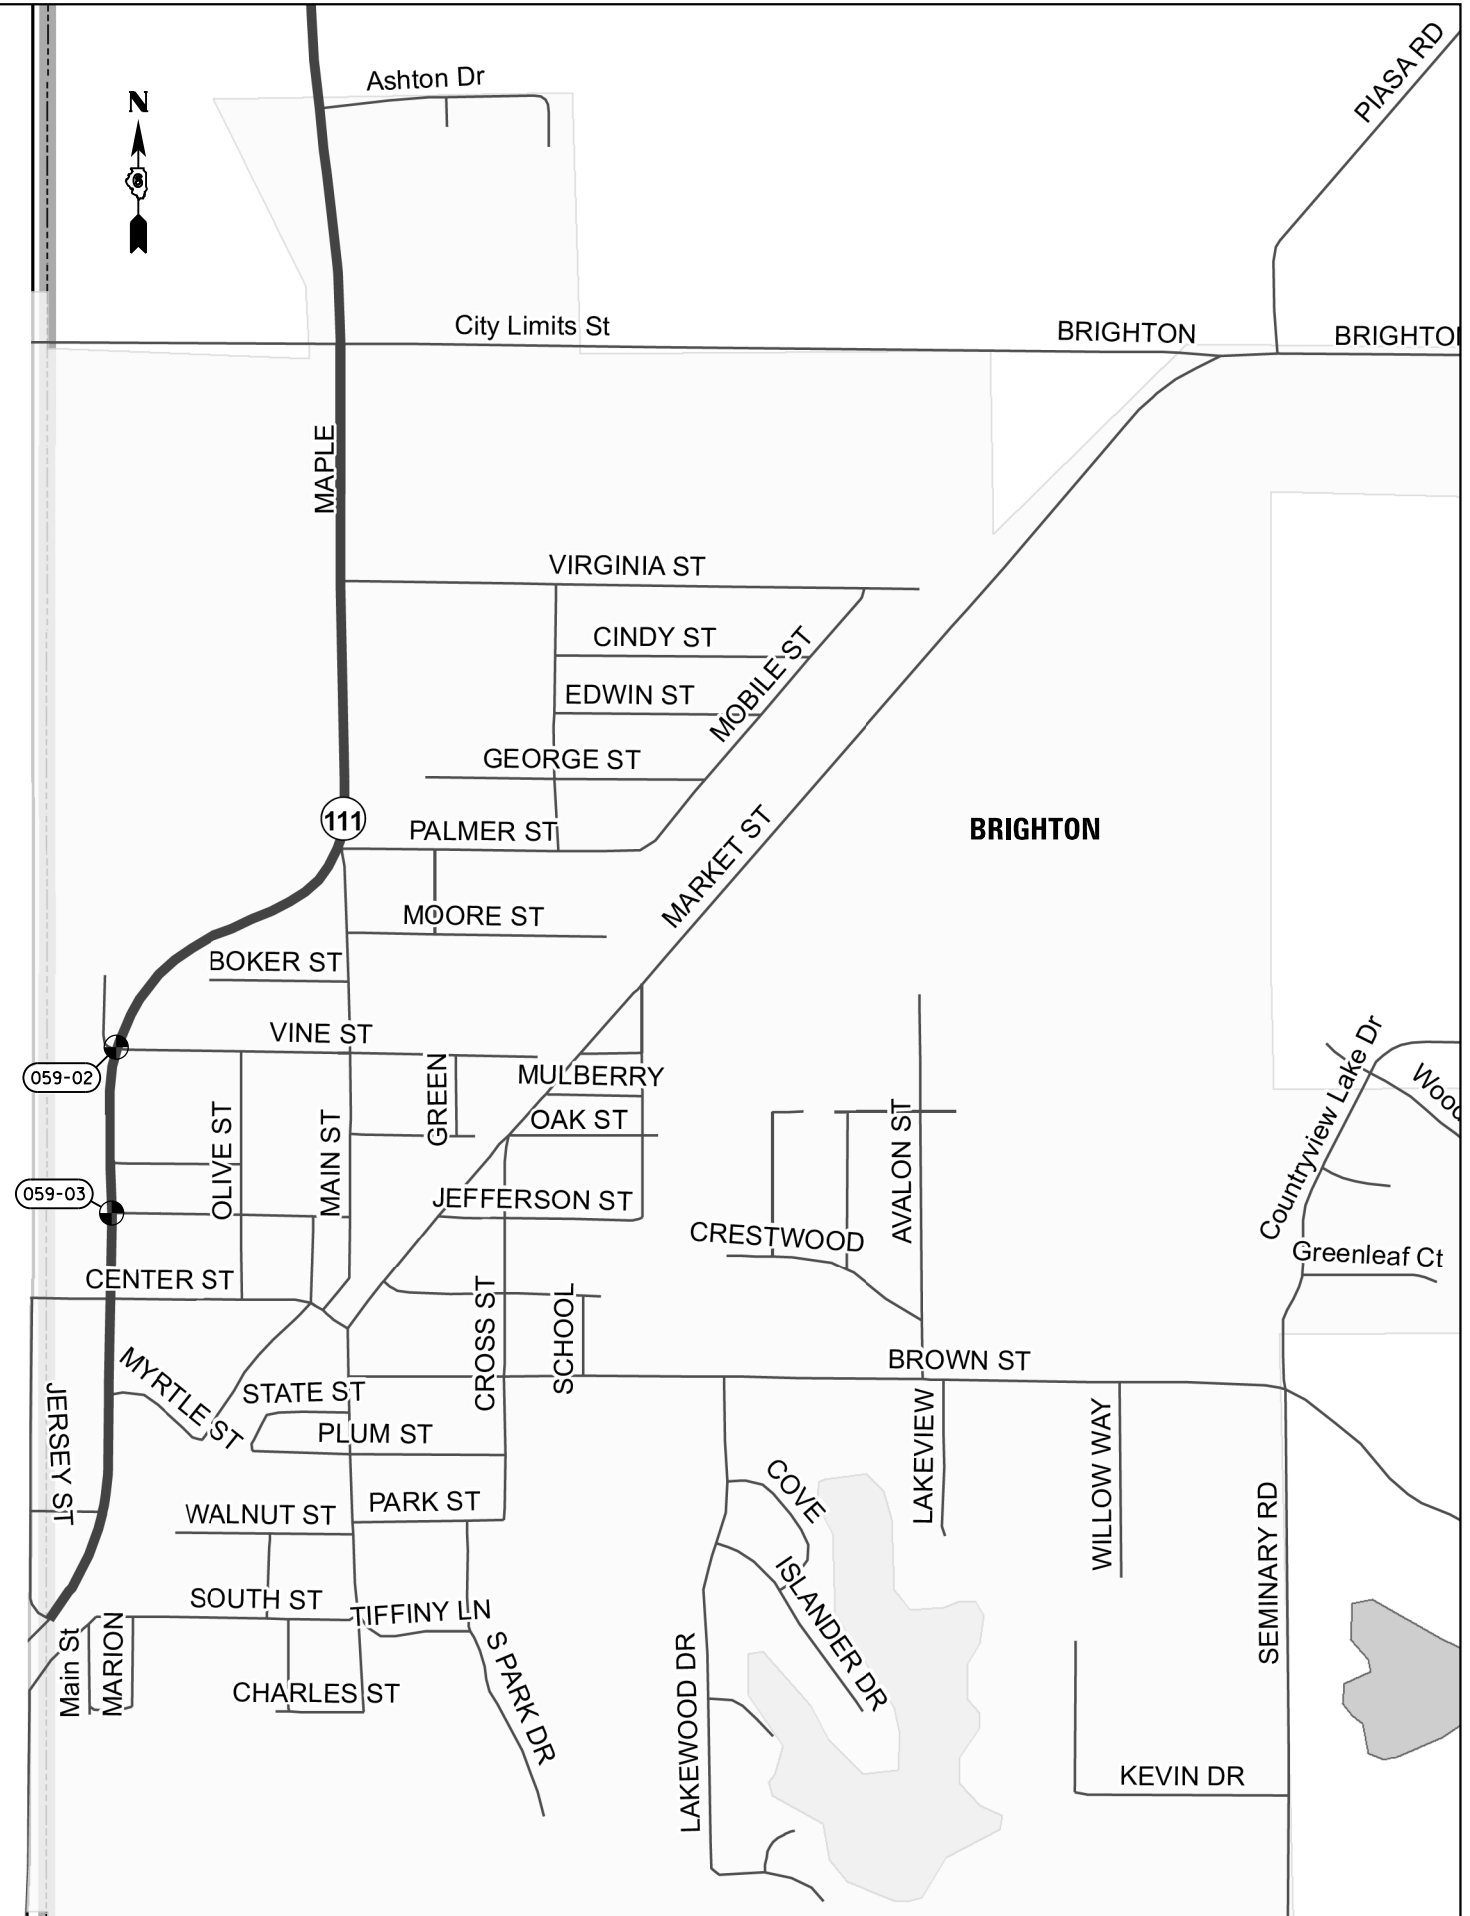 PIASA RD
Ashton Dr
N
6
City Limits St
BRIGHTON
BRIGHTO
MAPLE
VIRGINIA ST
CINDY ST
MOBILE ST
EDWIN ST
GEORGE ST
111
PALMER ST
MARKET ST
BRIGHTON
MOORE ST
BOKER ST
VINE ST
059-02
GREEN
MULBERRY
OAK ST
OLIVE ST
MAIN ST
AVALON ST
Countryview Lake Dr
Wood
059-03
JEFFERSON ST
CRESTWOOD
Greenleaf Ct
CENTER ST
CROSS ST
SCHOOL
BROWN ST
MYRTLE ST
STATE ST
JERSEY ST
PLUM ST
LAKEVIEW
WILLOW WAY
COVE
WALNUT ST
PARK ST
SEMINARY RD
ISLANDER DR
SOUTH ST
TIFFINY LN
Main St
MARION
S PARK DR
LAKEWOOD DR
CHARLES ST
KEVIN DR